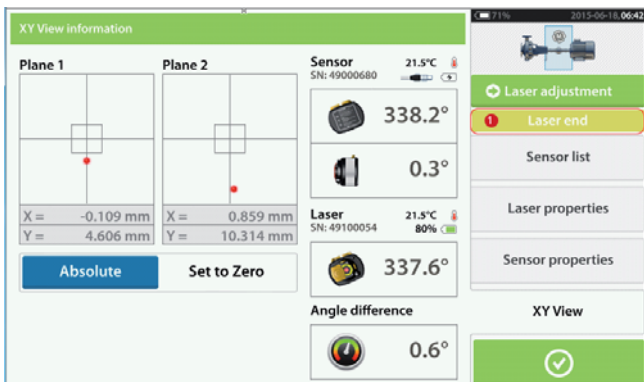 XY View information
71% 2015-06-18, 06:42
Plane 1 Plane 2
X = -0.109 mm X = 0.859 mm
Y = 4.606 mm Y = 10.314 mm
Absolute Set to Zero
Sensor 21.5°C
SN: 49000680
338.2°
0.3°
Laser 21.5°C
SN: 49100054 80%
337.6°
Angle difference
0.6°
Laser adjustment
1 Laser end
Sensor list
Laser properties
Sensor properties
XY View